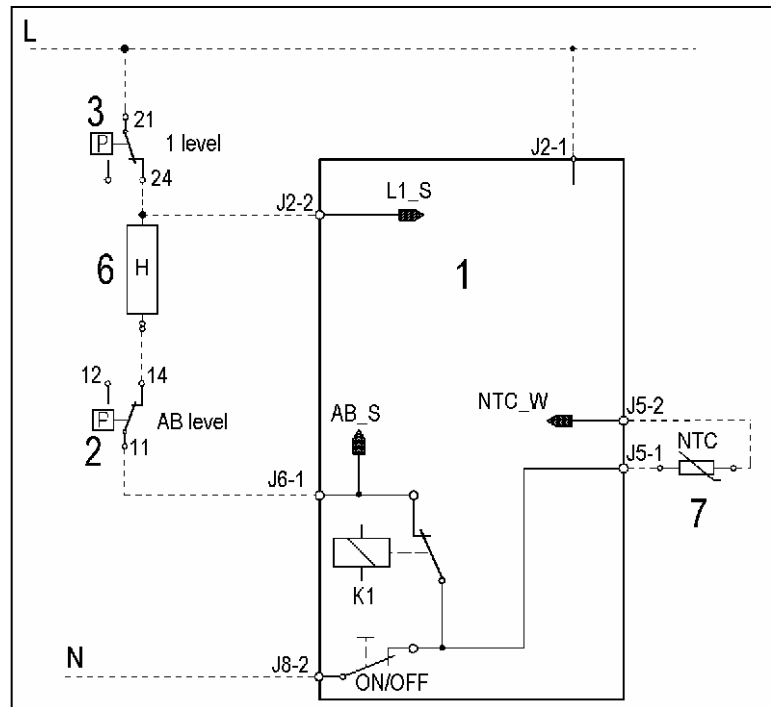 L
3
21
P
1 level
24
J2-1
J2-2
L1_S
6
H
1
12
14
P
AB level
2
11
AB_S
NTC_W
J5-2
J5-1
NTC
7
J6-1
K1
N
J8-2
ON/OFF